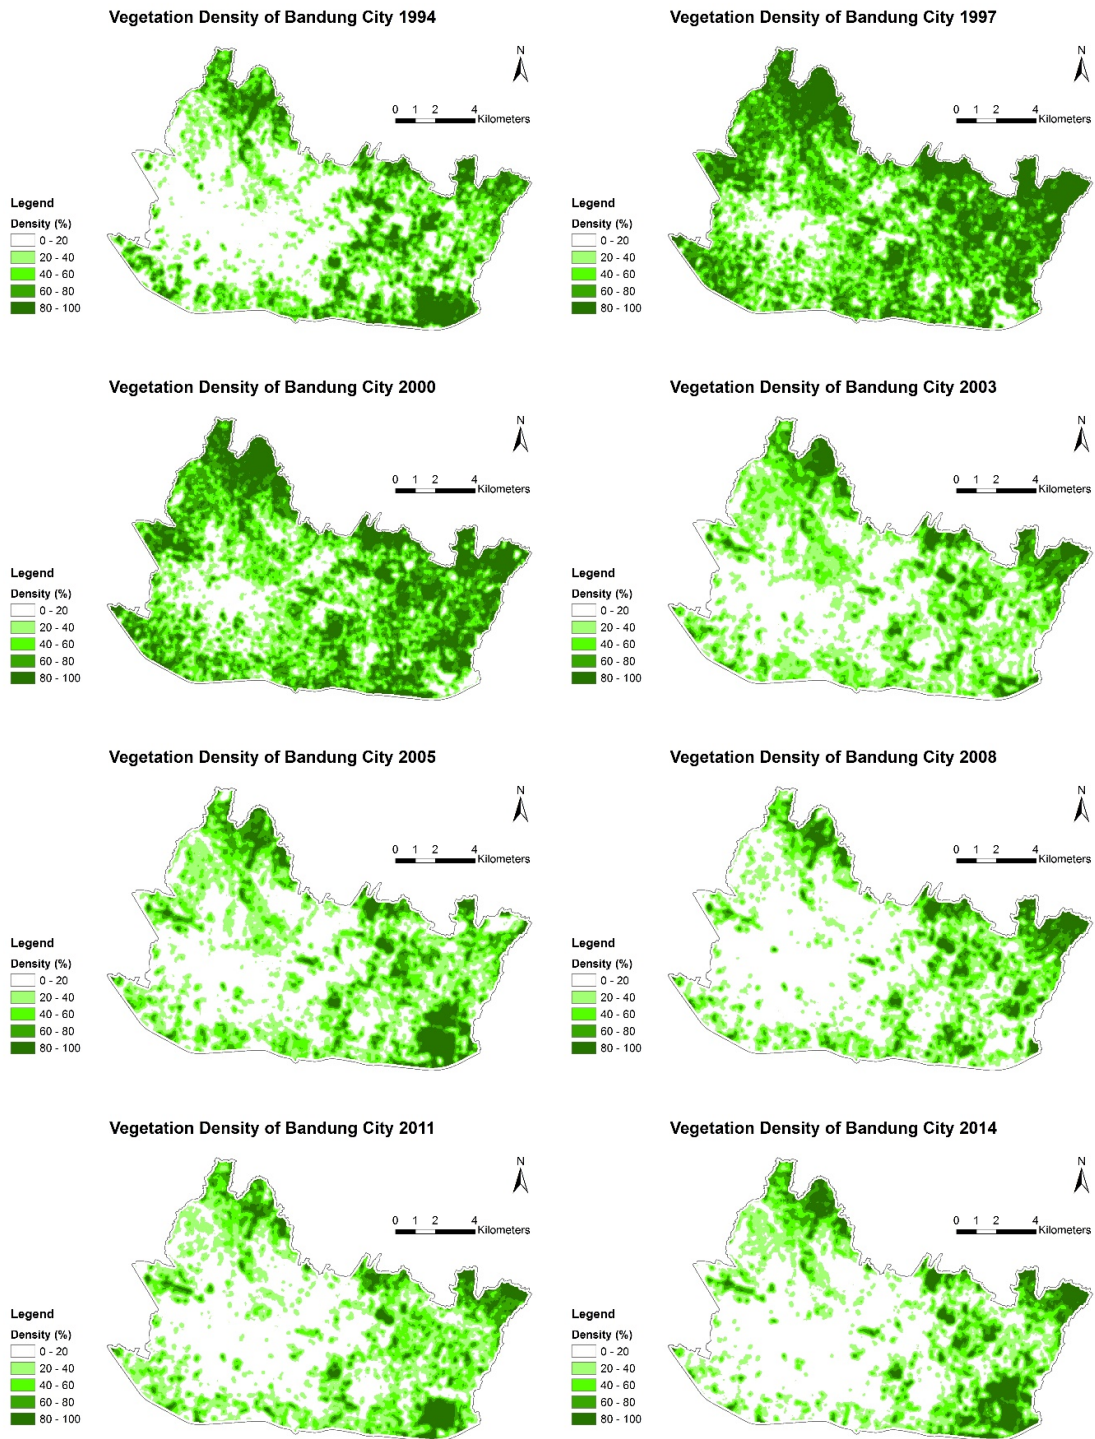 Vegetation Density of Bandung City 1994
N
0 1 2 4
Kilometers
Legend
Density (%)
0 - 20
20 - 40
40 - 60
60 - 80
80 - 100
Vegetation Density of Bandung City 1997
N
0 1 2 4
Kilometers
Legend
Density (%)
0 - 20
20 - 40
40 - 60
60 - 80
80 - 100
Vegetation Density of Bandung City 2000
N
0 1 2 4
Kilometers
Legend
Density (%)
0 - 20
20 - 40
40 - 60
60 - 80
80 - 100
Vegetation Density of Bandung City 2003
N
0 1 2 4
Kilometers
Legend
Density (%)
0 - 20
20 - 40
40 - 60
60 - 80
80 - 100
Vegetation Density of Bandung City 2005
N
0 1 2 4
Kilometers
Legend
Density (%)
0 - 20
20 - 40
40 - 60
60 - 80
80 - 100
Vegetation Density of Bandung City 2008
N
0 1 2 4
Kilometers
Legend
Density (%)
0 - 20
20 - 40
40 - 60
60 - 80
80 - 100
Vegetation Density of Bandung City 2011
N
0 1 2 4
Kilometers
Legend
Density (%)
0 - 20
20 - 40
40 - 60
60 - 80
80 - 100
Vegetation Density of Bandung City 2014
N
0 1 2 4
Kilometers
Legend
Density (%)
0 - 20
20 - 40
40 - 60
60 - 80
80 - 100